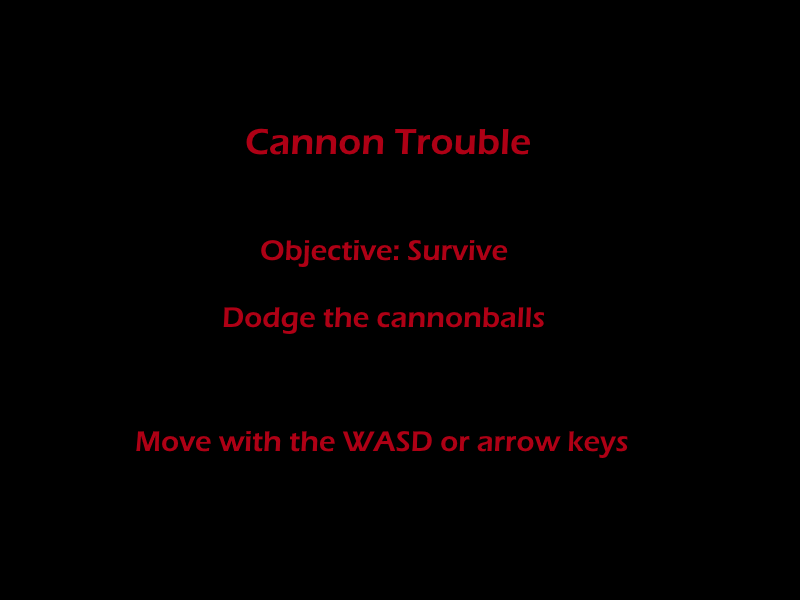 Cannon Trouble
Objective: Survive
Dodge the cannonballs
Move with the WASD or arrow keys